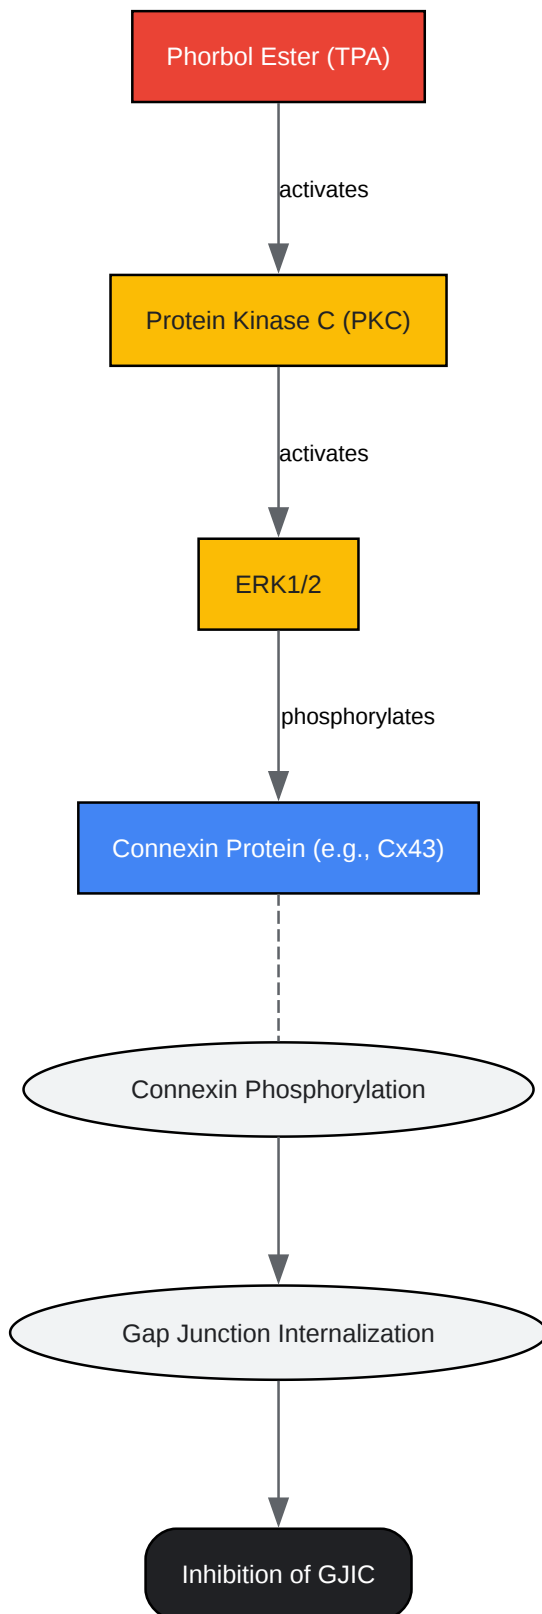 Phorbol Ester (TPA)
activates
Protein Kinase C (PKC)
activates
ERK1/2
phosphorylates
Connexin Protein (e.g., Cx43)
Connexin Phosphorylation
Gap Junction Internalization
Inhibition of GJIC